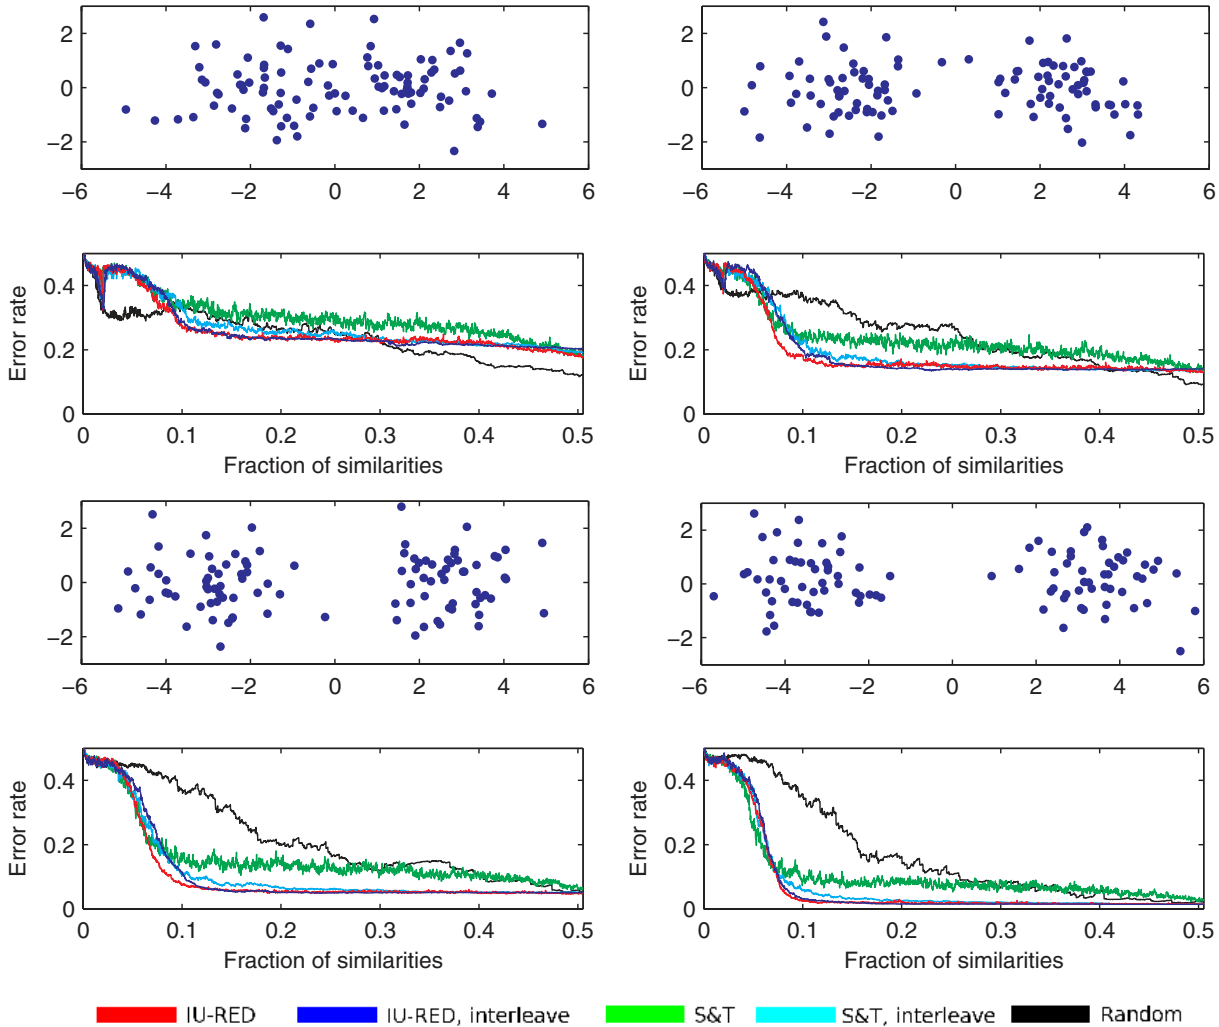 2
0
−2
−6 −4 −2 0 2 4 6
2
0
−2
−6 −4 −2 0 2 4 6
Error rate
0.4
0.2
0
0 0.1 0.2 0.3 0.4 0.5
Fraction of similarities
Error rate
0.4
0.2
0
0 0.1 0.2 0.3 0.4 0.5
Fraction of similarities
2
0
−2
−6 −4 −2 0 2 4 6
2
0
−2
−6 −4 −2 0 2 4 6
Error rate
0.4
0.2
0
0 0.1 0.2 0.3 0.4 0.5
Fraction of similarities
Error rate
0.4
0.2
0
0 0.1 0.2 0.3 0.4 0.5
Fraction of similarities
IU-RED IU-RED, interleave S&T S&T, interleave Random